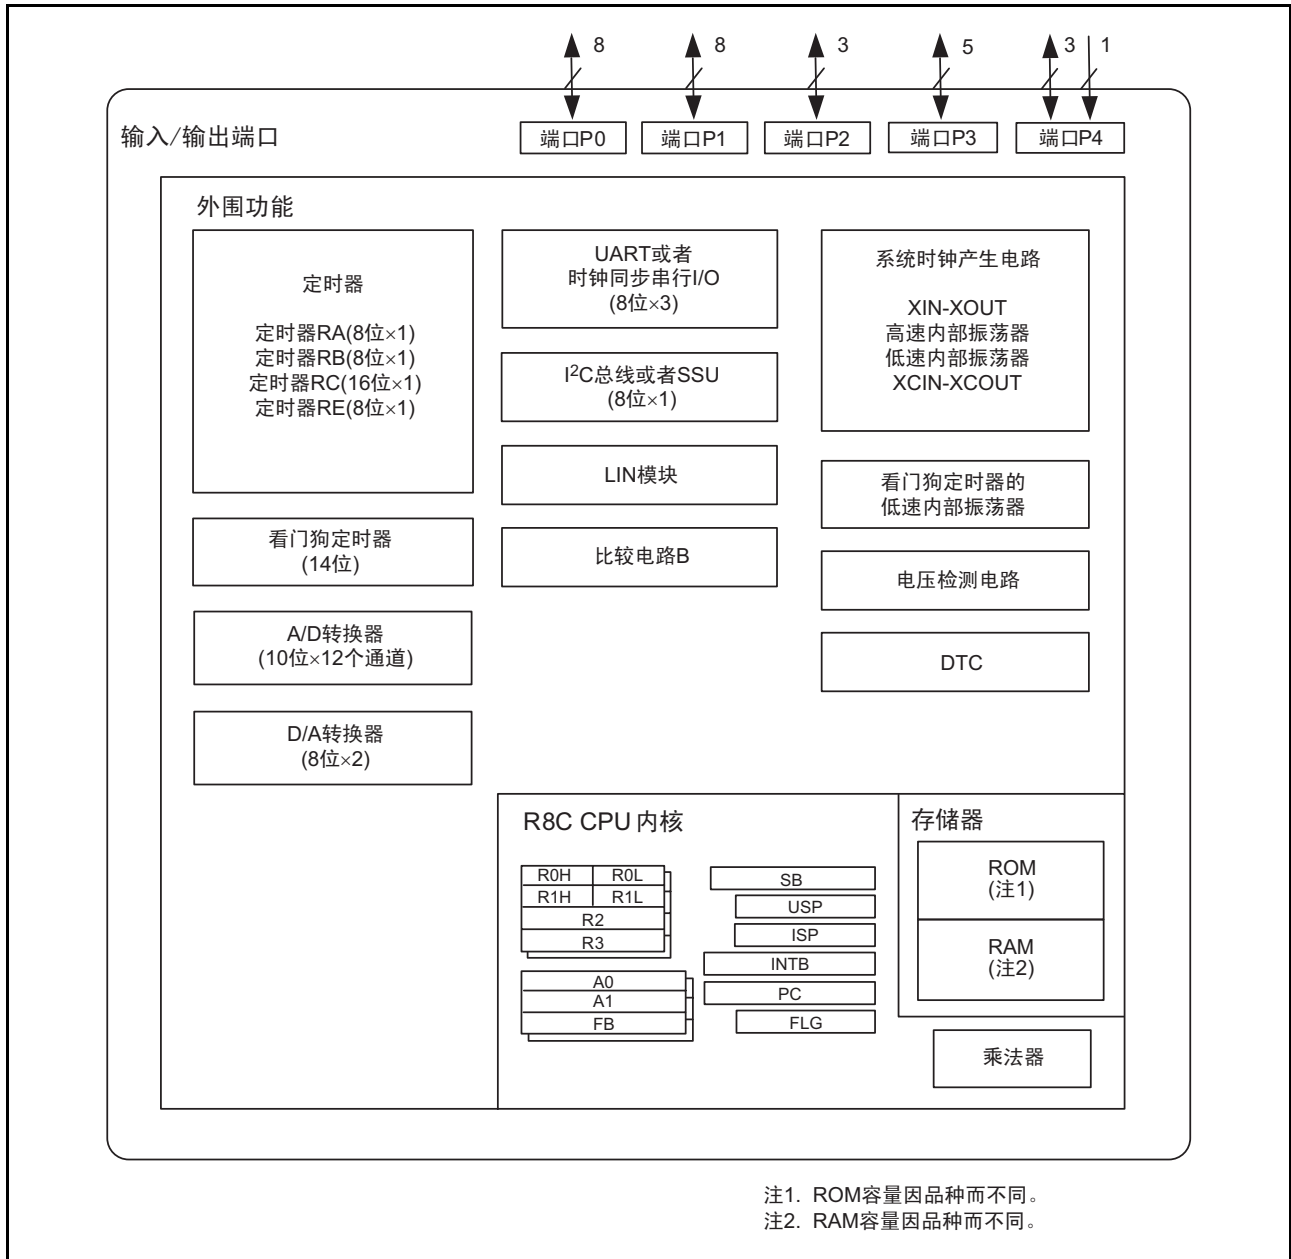 8 8 3 5 3 1
输入/输出端口
端口P0 端口P1 端口P2 端口P3 端口P4
外围功能
定时器
定时器RA(8位×1)
定时器RB(8位×1)
定时器RC(16位×1)
定时器RE(8位×1)
看门狗定时器
(14位)
A/D转换器
(10位×12个通道)
D/A转换器
(8位×2)
UART或者
时钟同步串行I/O
(8位×3)
I²C总线或者SSU
(8位×1)
LIN模块
比较电路B
系统时钟产生电路
XIN-XOUT
高速内部振荡器
低速内部振荡器
XCIN-XCOUT
看门狗定时器的
低速内部振荡器
电压检测电路
DTC
R8C CPU 内核
R0H R0L
R1H R1L
R2
R3
A0
A1
FB
SB
USP
ISP
INTB
PC
FLG
存储器
ROM
(注1)
RAM
(注2)
乘法器
注1. ROM容量因品种而不同。
注2. RAM容量因品种而不同。